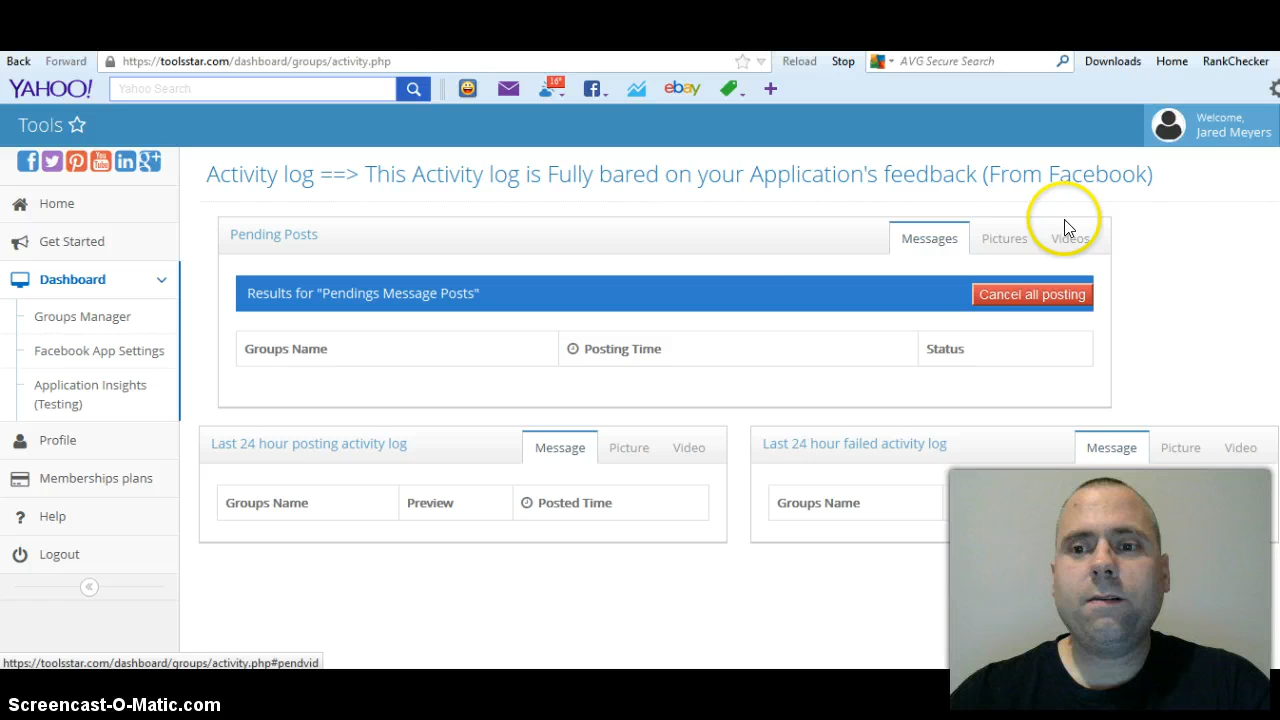 Back Forward https://toolsstar.com/dashboard/groups/activity.php Reload Stop AVG Secure Search Downloads Home RankChecker
YAHOO! Yahoo Search 16° ebay
Tools Welcome,
Jared Meyers
Activity log ==> This Activity log is Fully bared on your Application's feedback (From Facebook)
Home
Get Started
Dashboard
Groups Manager
Facebook App Settings
Application Insights
(Testing)
Profile
Memberships plans
Help
Logout
Pending Posts Messages Pictures Videos
Results for "Pendings Message Posts" Cancel all posting
Groups Name Posting Time Status
Last 24 hour posting activity log Message Picture Video
Groups Name Preview Posted Time
Last 24 hour failed activity log Message Picture Video
Groups Name
https://toolsstar.com/dashboard/groups/activity.php#pendvid
Screencast-O-Matic.com